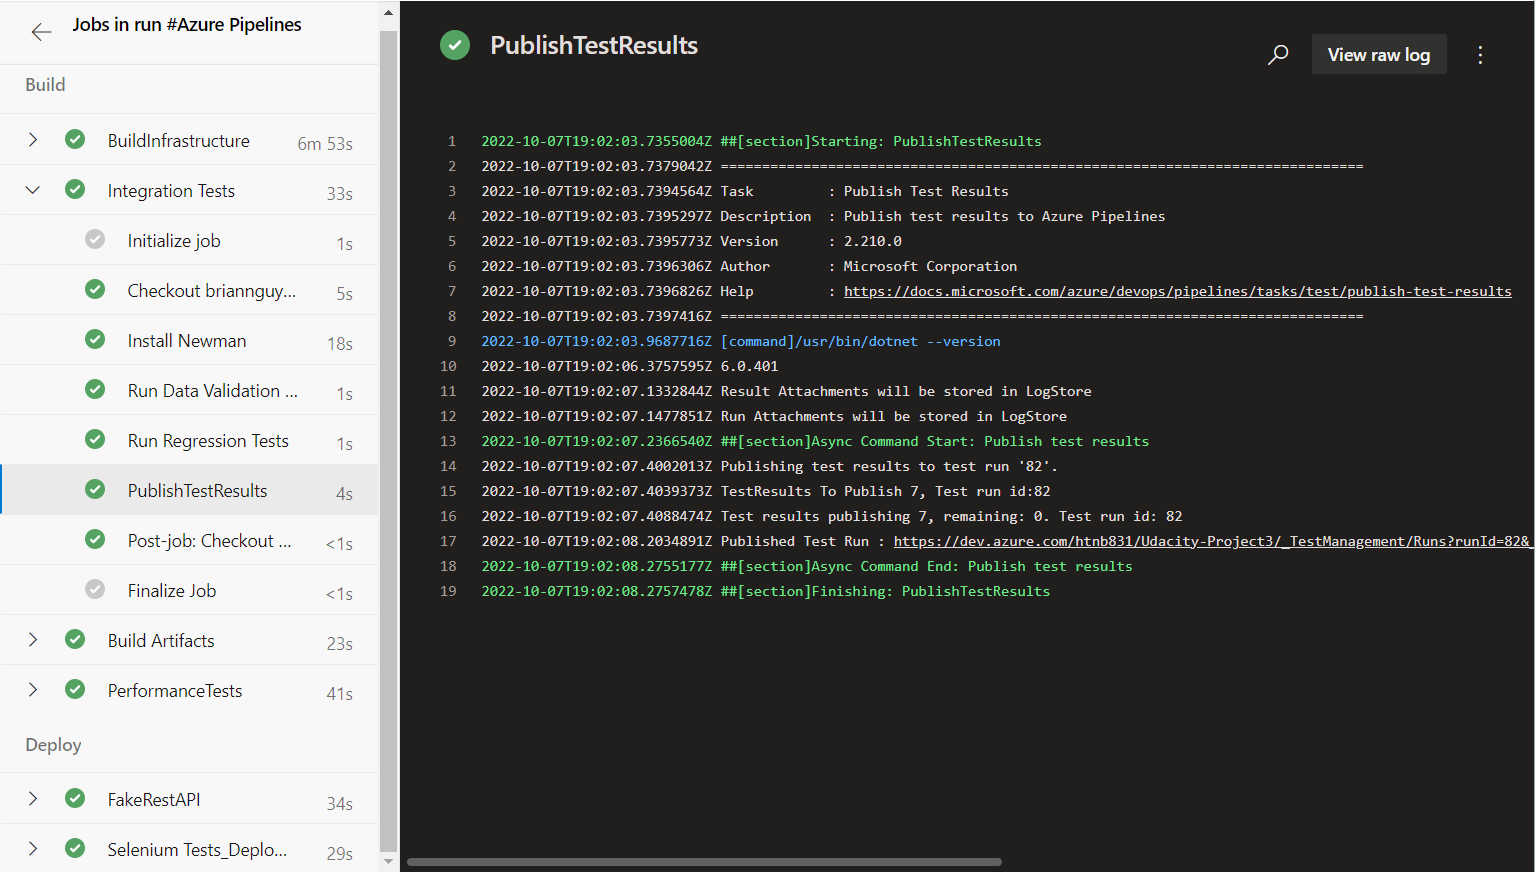 Jobs in run #Azure Pipelines
Build
BuildInfrastructure 6m 53s
Integration Tests 33s
Initialize job 1s
Checkout briannguy... 5s
Install Newman 18s
Run Data Validation ... 1s
Run Regression Tests 1s
PublishTestResults 4s
Post-job: Checkout ... <1s
Finalize Job <1s
Build Artifacts 23s
PerformanceTests 41s
Deploy
FakeRestAPI 34s
Selenium Tests_Deplo... 29s
PublishTestResults
View raw log
1 2022-10-07T19:02:03.7355004Z ##[section]Starting: PublishTestResults
2 2022-10-07T19:02:03.7379042Z ==============================================================================
3 2022-10-07T19:02:03.7394564Z Task         : Publish Test Results
4 2022-10-07T19:02:03.7395297Z Description  : Publish test results to Azure Pipelines
5 2022-10-07T19:02:03.7395773Z Version      : 2.210.0
6 2022-10-07T19:02:03.7396306Z Author       : Microsoft Corporation
7 2022-10-07T19:02:03.7396826Z Help         : https://docs.microsoft.com/azure/devops/pipelines/tasks/test/publish-test-results
8 2022-10-07T19:02:03.7397416Z ==============================================================================
9 2022-10-07T19:02:03.9687716Z [command]/usr/bin/dotnet --version
10 2022-10-07T19:02:06.3757595Z 6.0.401
11 2022-10-07T19:02:07.1332844Z Result Attachments will be stored in LogStore
12 2022-10-07T19:02:07.1477851Z Run Attachments will be stored in LogStore
13 2022-10-07T19:02:07.2366540Z ##[section]Async Command Start: Publish test results
14 2022-10-07T19:02:07.4002013Z Publishing test results to test run '82'.
15 2022-10-07T19:02:07.4039373Z TestResults To Publish 7, Test run id:82
16 2022-10-07T19:02:07.4088474Z Test results publishing 7, remaining: 0. Test run id: 82
17 2022-10-07T19:02:08.2034891Z Published Test Run : https://dev.azure.com/htnb831/Udacity-Project3/_TestManagement/Runs?runId=82&_
18 2022-10-07T19:02:08.2755177Z ##[section]Async Command End: Publish test results
19 2022-10-07T19:02:08.2757478Z ##[section]Finishing: PublishTestResults